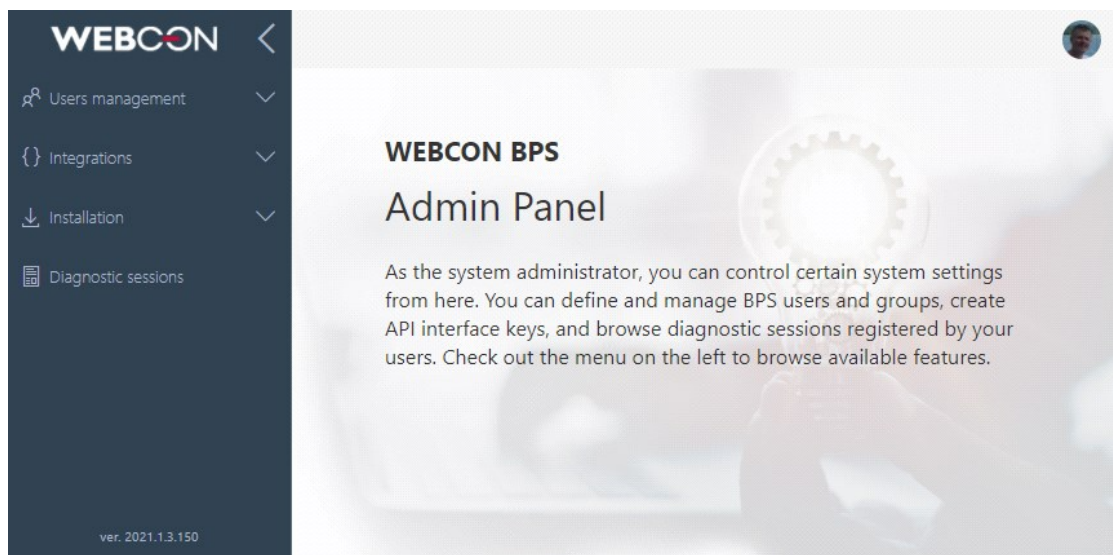 WEBCON
Users management
Integrations
Installation
Diagnostic sessions
ver. 2021.1.3.150
WEBCON BPS
Admin Panel
As the system administrator, you can control certain system settings
from here. You can define and manage BPS users and groups, create
API interface keys, and browse diagnostic sessions registered by your
users. Check out the menu on the left to browse available features.